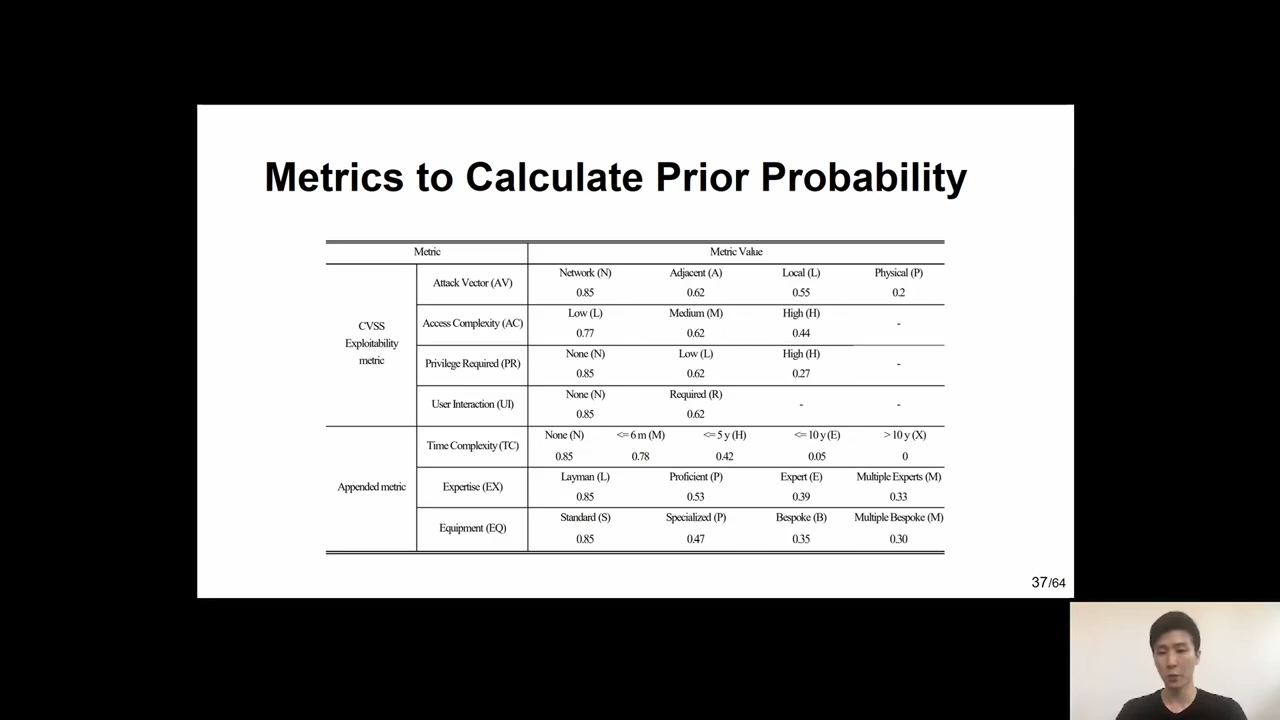 Metrics to Calculate Prior Probability
Metric Metric Value
CVSS Exploitability metric
Attack Vector (AV)
Network (N) Adjacent (A) Local (L) Physical (P)
0.85 0.62 0.55 0.2
Access Complexity (AC)
Low (L) Medium (M) High (H) -
0.77 0.62 0.44
Privilege Required (PR)
None (N) Low (L) High (H) -
0.85 0.62 0.27
User Interaction (UI)
None (N) Required (R) - -
0.85 0.62
Appended metric
Time Complexity (TC)
None (N) <= 6 m (M) <= 5 y (H) <= 10 y (E) > 10 y (X)
0.85 0.78 0.42 0.05 0
Expertise (EX)
Layman (L) Proficient (P) Expert (E) Multiple Experts (M)
0.85 0.53 0.39 0.33
Equipment (EQ)
Standard (S) Specialized (P) Bespoke (B) Multiple Bespoke (M)
0.85 0.47 0.35 0.30
37/64